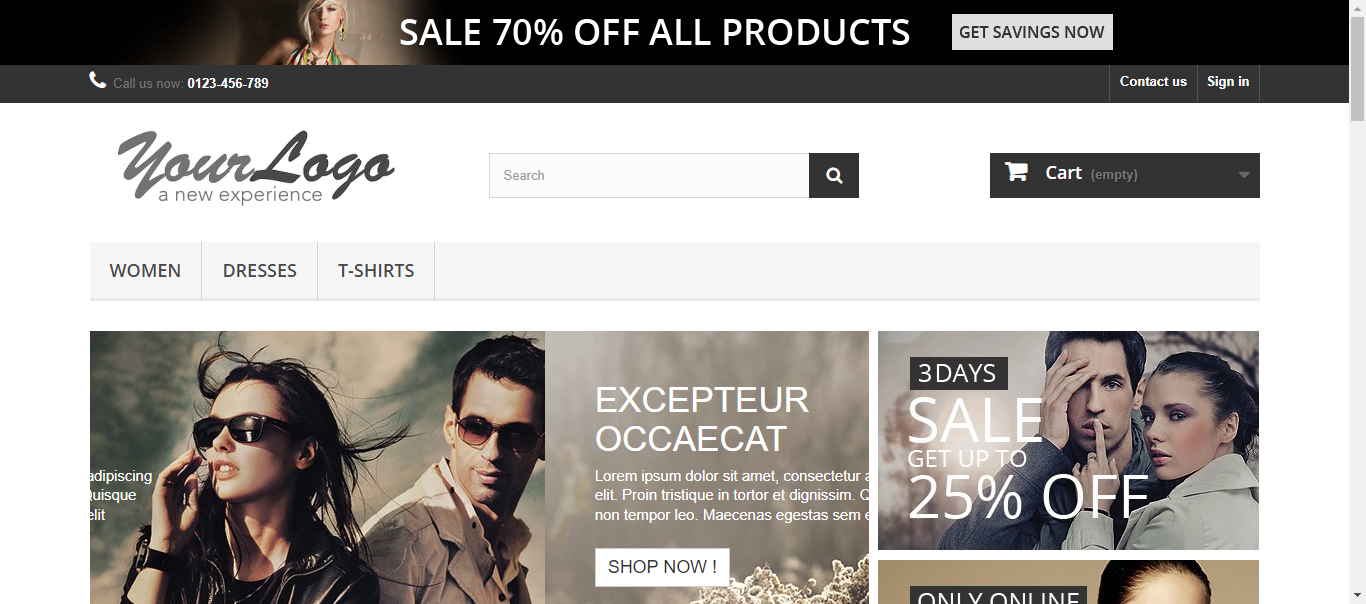 SALE 70% OFF ALL PRODUCTS
GET SAVINGS NOW
Call us now: 0123-456-789
Contact us
Sign in
YourLogo
a new experience
Search
Cart (empty)
WOMEN
DRESSES
T-SHIRTS
adipiscing
Quisque
elit
EXCEPTEUR
OCCAECAT
Lorem ipsum dolor sit amet, consectetur a
elit. Proin tristique in tortor et dignissim. Q
non tempor leo. Maecenas egestas sem e
SHOP NOW !
3 DAYS
SALE
GET UP TO
25% OFF
ONLY ONLINE